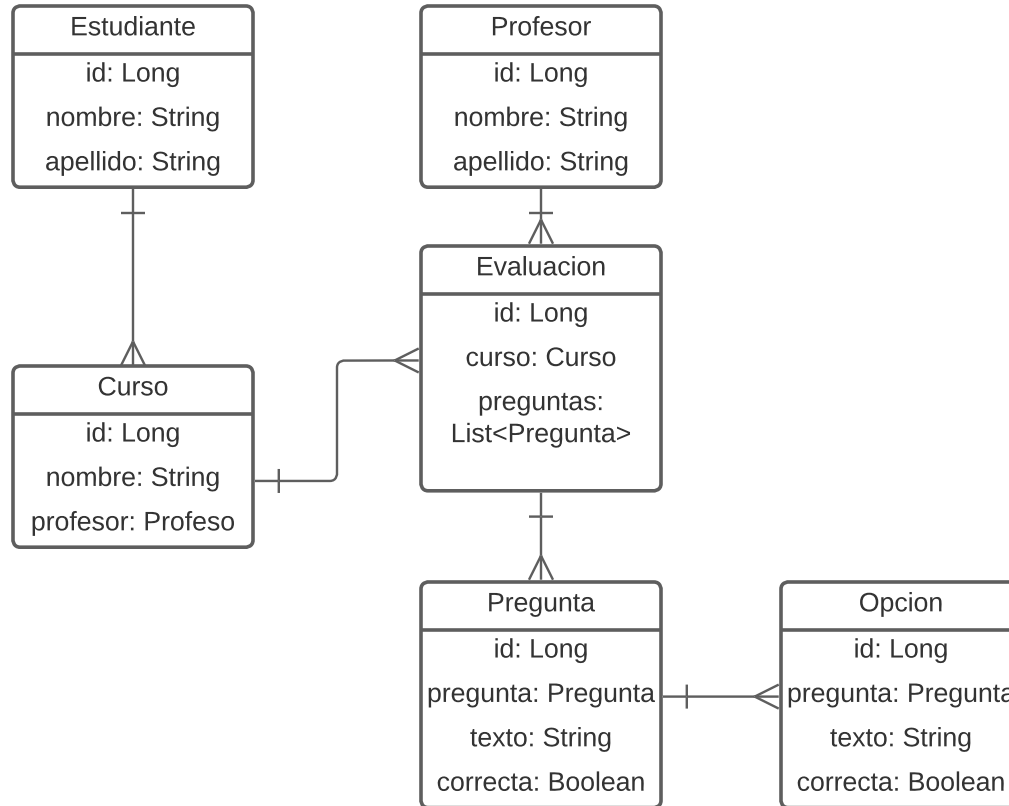 Estudiante
id: Long
nombre: String
apellido: String
Profesor
id: Long
nombre: String
apellido: String
Evaluacion
id: Long
curso: Curso
preguntas:
List<Pregunta>
Curso
id: Long
nombre: String
profesor: Profeso
Pregunta
id: Long
pregunta: Pregunta
texto: String
correcta: Boolean
Opcion
id: Long
pregunta: Pregunta
texto: String
correcta: Boolean